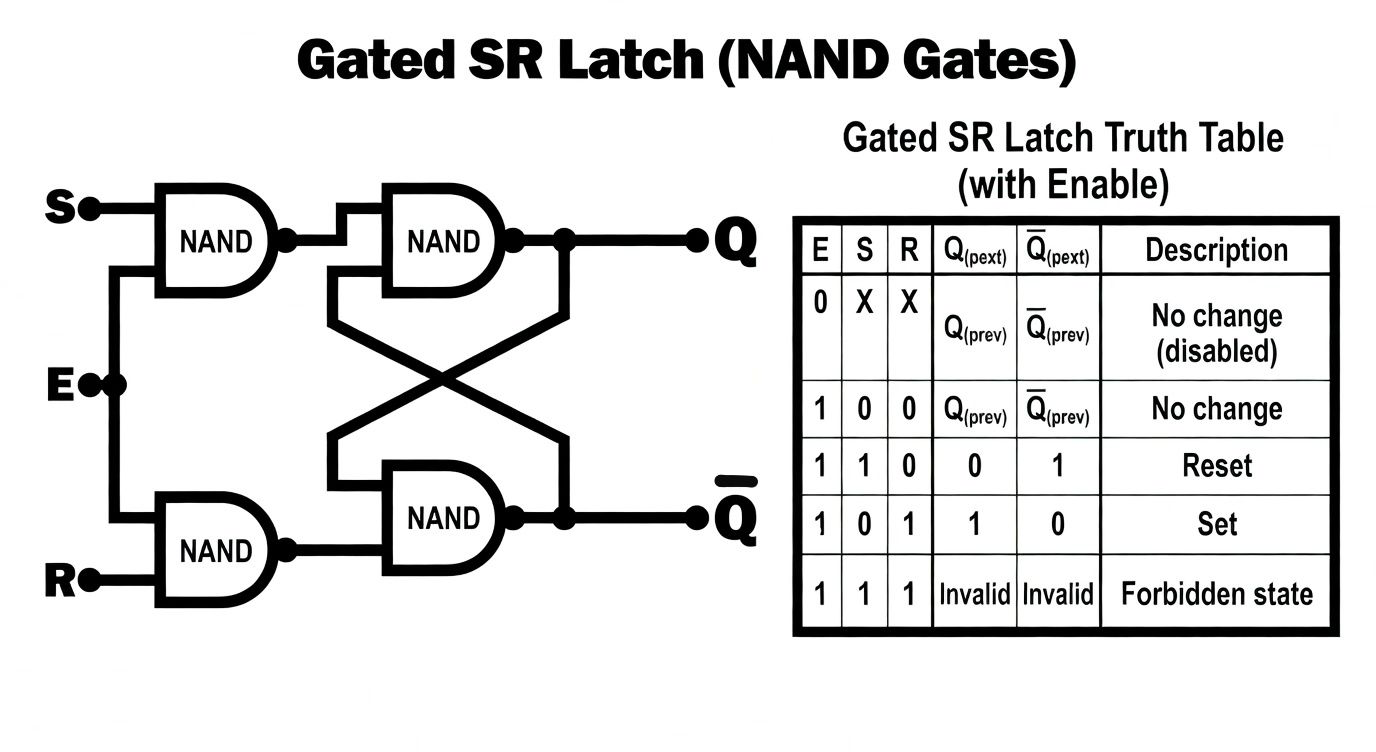 Gated SR Latch (NAND Gates)
Gated SR Latch Truth Table
(with Enable)
S
NAND
NAND
Q
E
NAND
NAND
Q̅
R
E S R Q(pext) Q̅(pext) Description
0 X X Q(prev) Q̅(prev) No change
(disabled)
1 0 0 Q(prev) Q̅(prev) No change
1 1 0 0 1 Reset
1 0 1 1 0 Set
1 1 1 Invalid Invalid Forbidden state